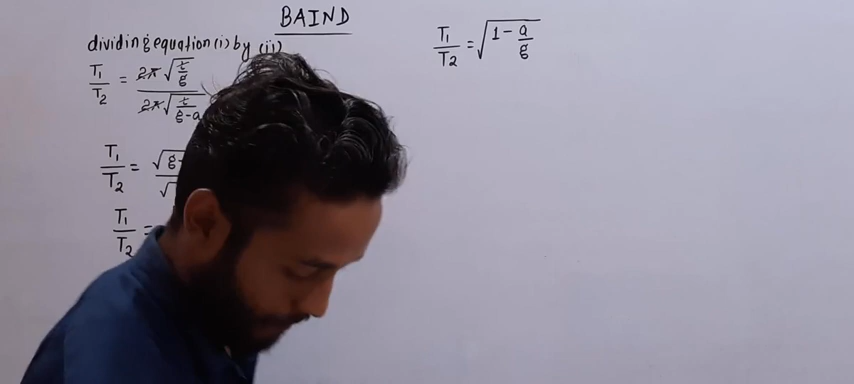 BAIND
dividing equation (i) by (ii)
T₁/T₂ = 2π√(t/g) / 2π√(t/g-a)
T₁/T₂ = √g-
T₁/T₂ =
T₁/T₂ = √(1 - a/g)